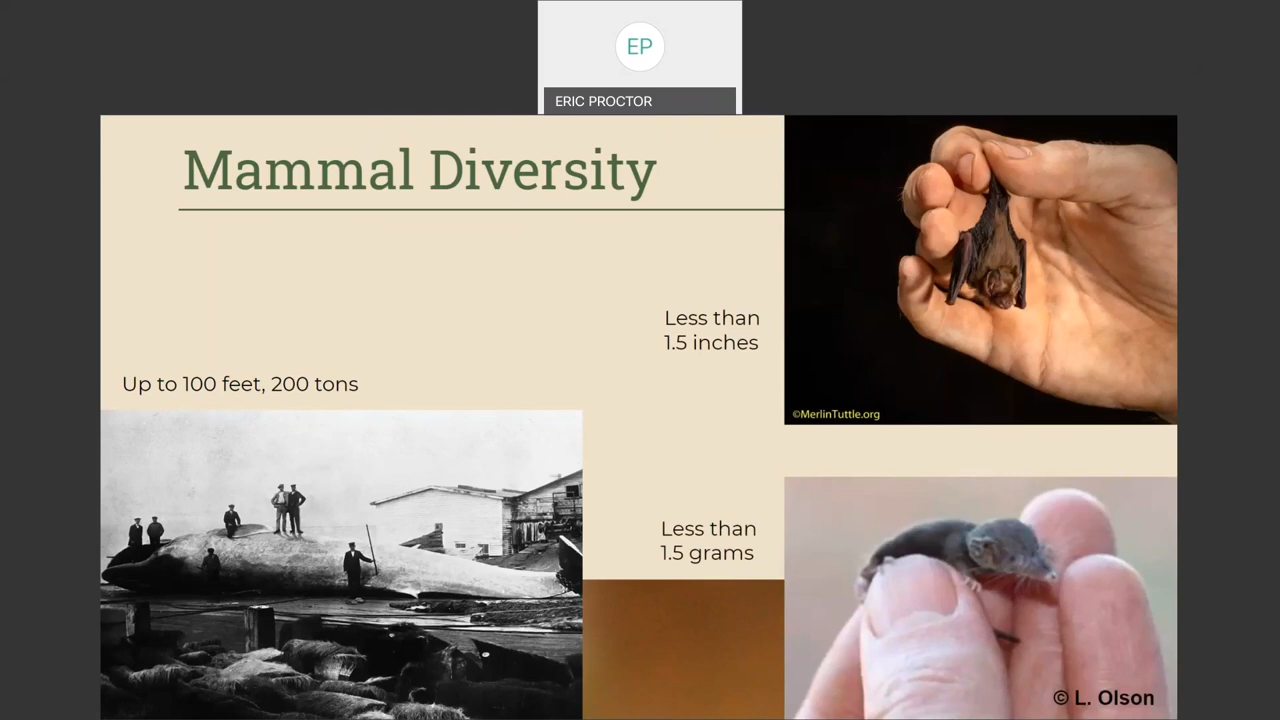 EP
ERIC PROCTOR
Mammal Diversity
Less than
1.5 inches
Up to 100 feet, 200 tons
©MerlinTuttle.org
Less than
1.5 grams
© L. Olson